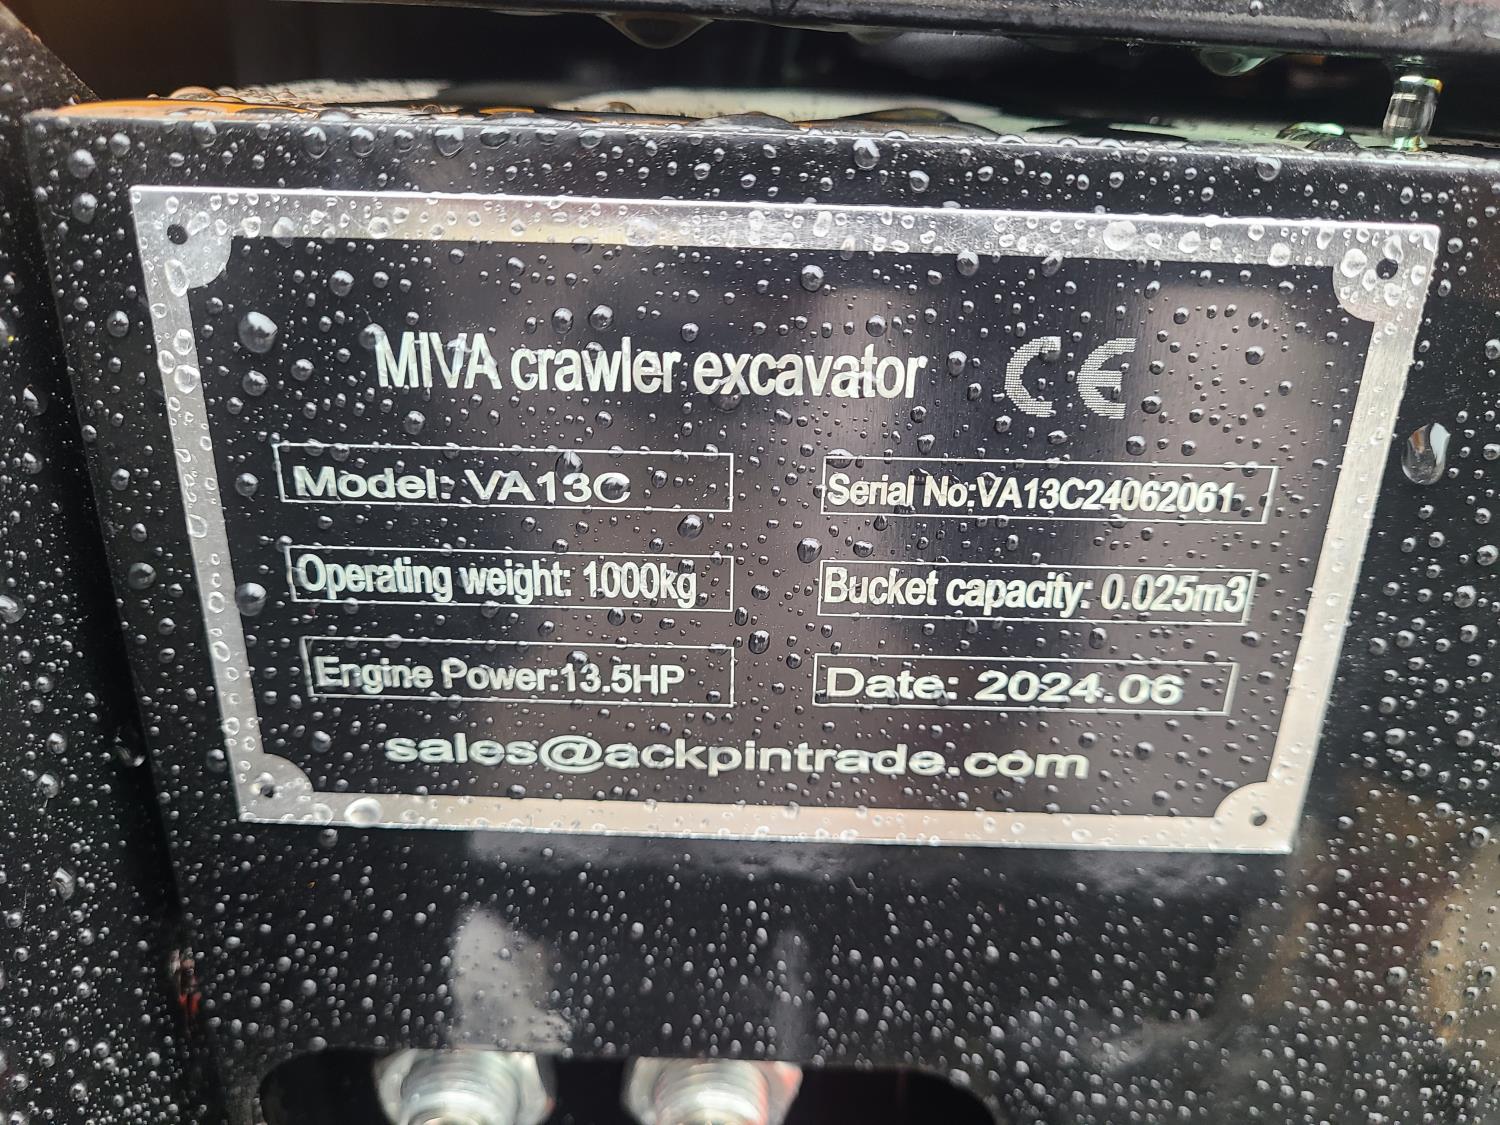 MIVA crawler excavator CE
Model: VA13C
Serial No:VA13C24062061
Operating weight: 1000kg
Bucket capacity: 0.025m3
Engine Power:13.5HP
Date: 2024.06
sales@ackpintrade.com